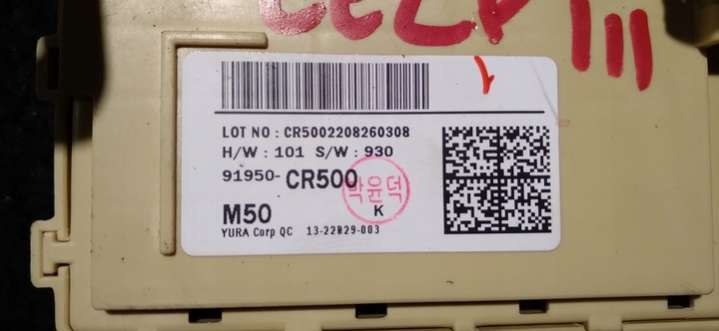 LOT NO : CR5002208260308
H/W : 101 S/W : 930
91950-CR500
박윤덕
M50
K
YURA Corp QC 13-22829-003